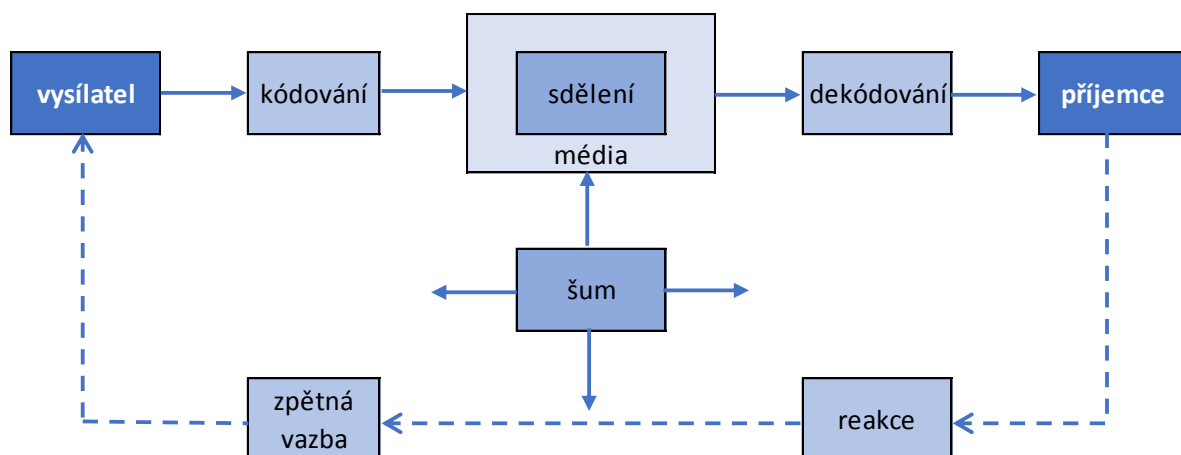 vysílatel
kódování
sdělení
média
dekódování
příjemce
šum
zpětná
vazba
reakce